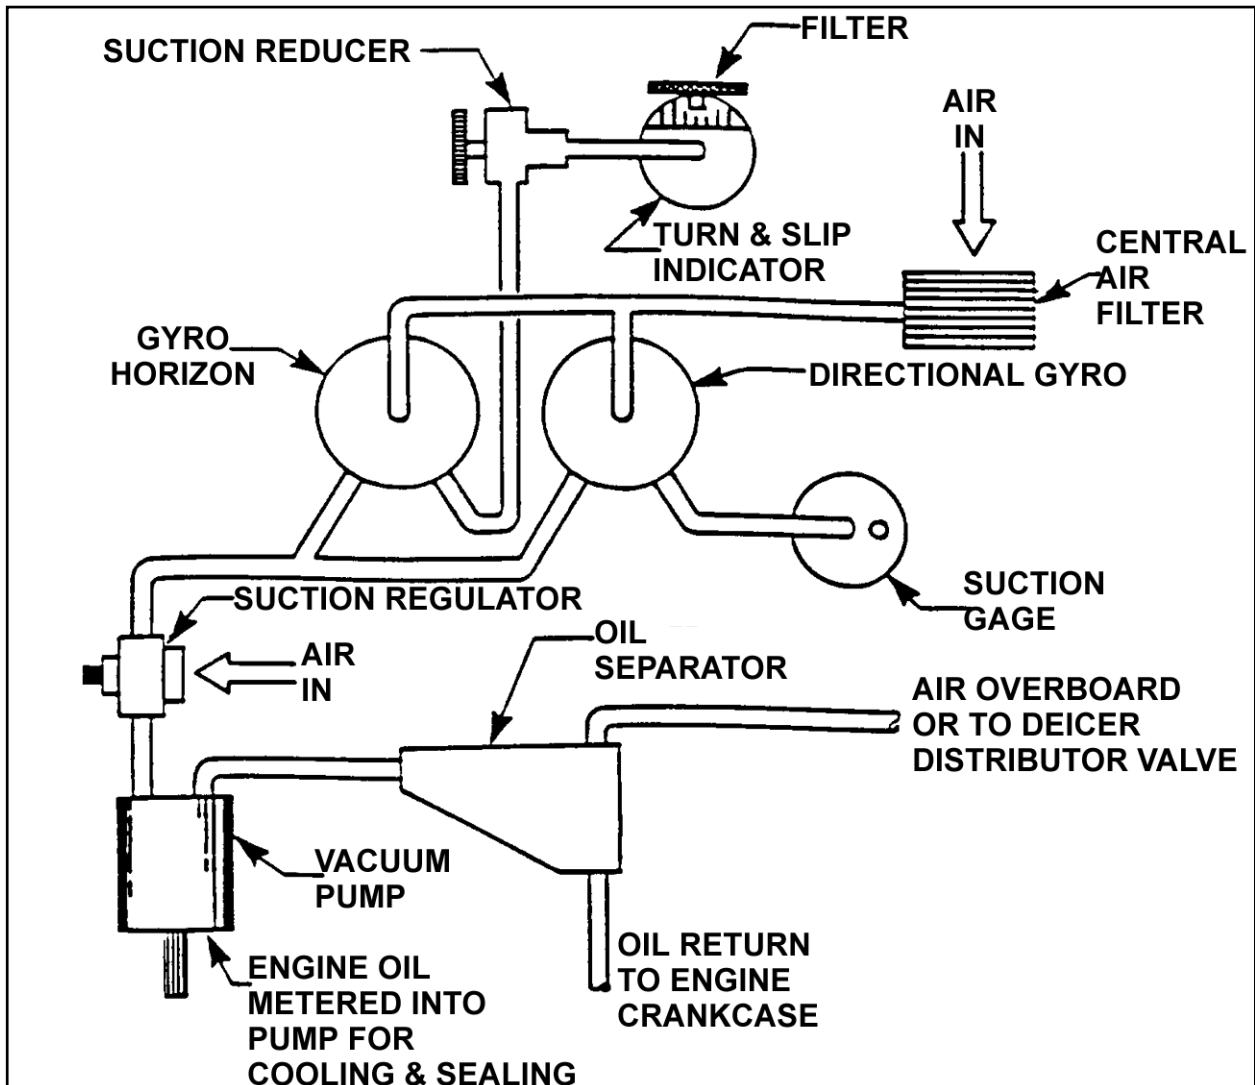 FILTER
SUCTION REDUCER
AIR
IN
TURN & SLIP
INDICATOR
CENTRAL
AIR
FILTER
GYRO
HORIZON
DIRECTIONAL GYRO
SUCTION
GAGE
SUCTION REGULATOR
AIR
IN
OIL
SEPARATOR
AIR OVERBOARD
OR TO DEICER
DISTRIBUTOR VALVE
VACUUM
PUMP
ENGINE OIL
METERED INTO
PUMP FOR
COOLING & SEALING
OIL RETURN
TO ENGINE
CRANKCASE